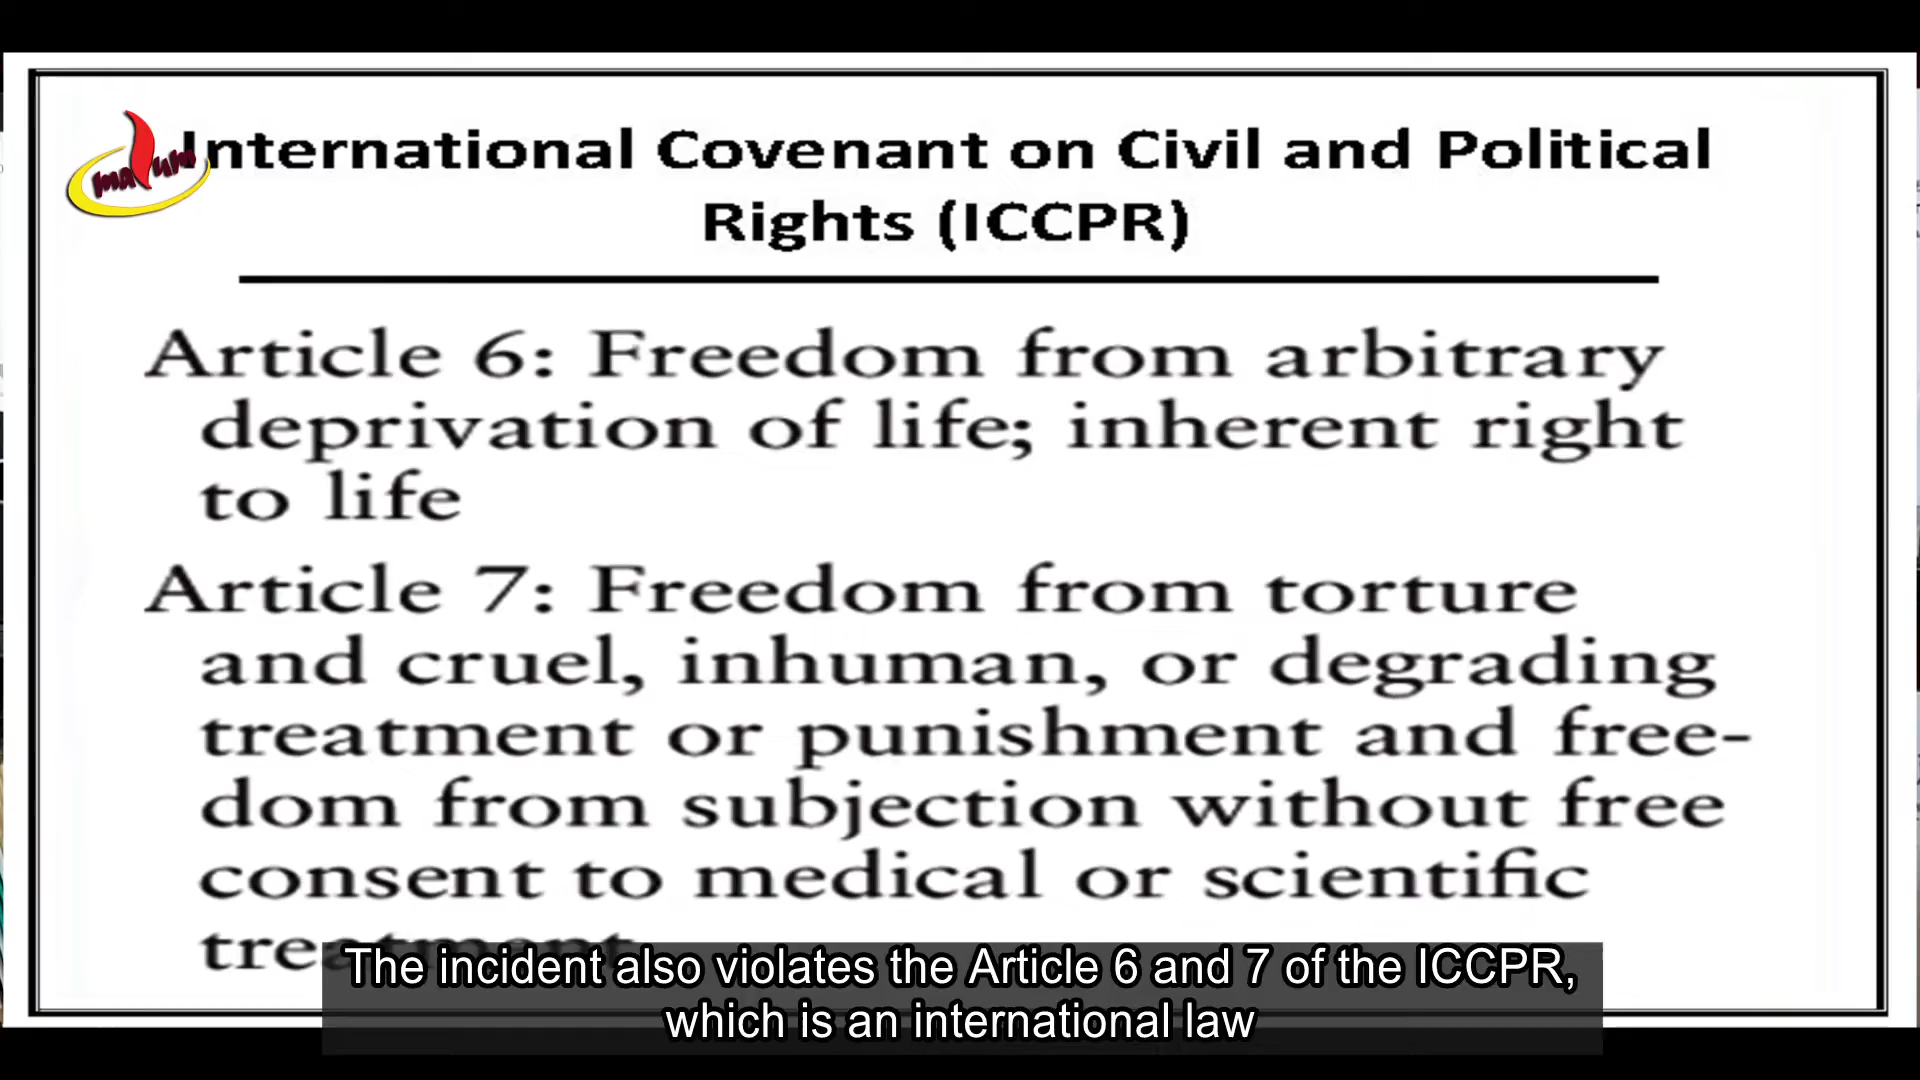 International Covenant on Civil and Political
Rights (ICCPR)
Article 6: Freedom from arbitrary
deprivation of life; inherent right
to life
Article 7: Freedom from torture
and cruel, inhuman, or degrading
treatment or punishment and free-
dom from subjection without free
consent to medical or scientific
treatment
The incident also violates the Article 6 and 7 of the ICCPR,
which is an international law